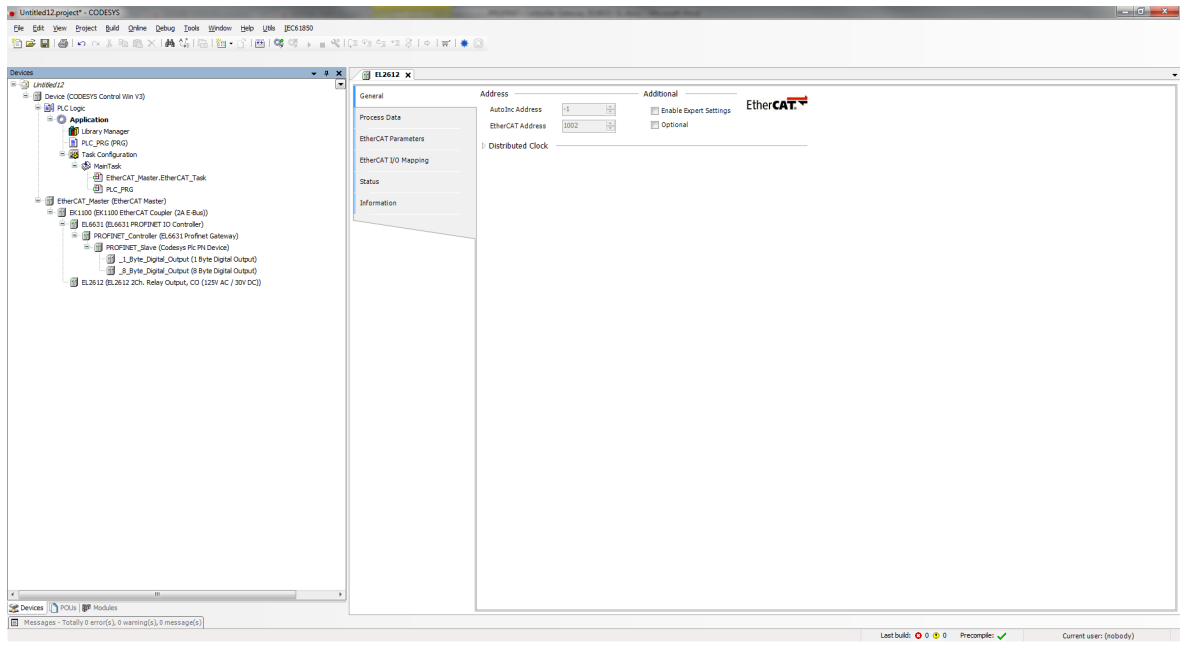 Untitled12.project* - CODESYS
File Edit View Project Build Online Debug Tools Window Help Utils IEC61850
Devices
Untitled12
Device (CODESYS Control Win V3)
PLC Logic
Application
Library Manager
PLC_PRG (PRG)
Task Configuration
MainTask
EtherCAT_Master.EtherCAT_Task
PLC_PRG
EtherCAT_Master (EtherCAT Master)
EK1100 (EK1100 EtherCAT Coupler (2A E-Bus))
EL6631 (EL6631 PROFINET IO Controller)
PROFINET_Controller (EL6631 Profinet Gateway)
PROFINET_Slave (Codesys Plc PN Device)
_1_Byte_Digital_Output (1 Byte Digital Output)
_8_Byte_Digital_Output (8 Byte Digital Output)
EL2612 (EL2612 2Ch. Relay Output, CO (125V AC / 30V DC))
Devices POUs Modules
EL2612
General
Process Data
EtherCAT Parameters
EtherCAT I/O Mapping
Status
Information
Address
AutoInc Address -1
EtherCAT Address 1002
Distributed Clock
Additional
Enable Expert Settings
Optional
EtherCAT
Messages - Totally 0 error(s), 0 warning(s), 0 message(s)
Last build: 0 0 Precompile: Current user: (nobody)